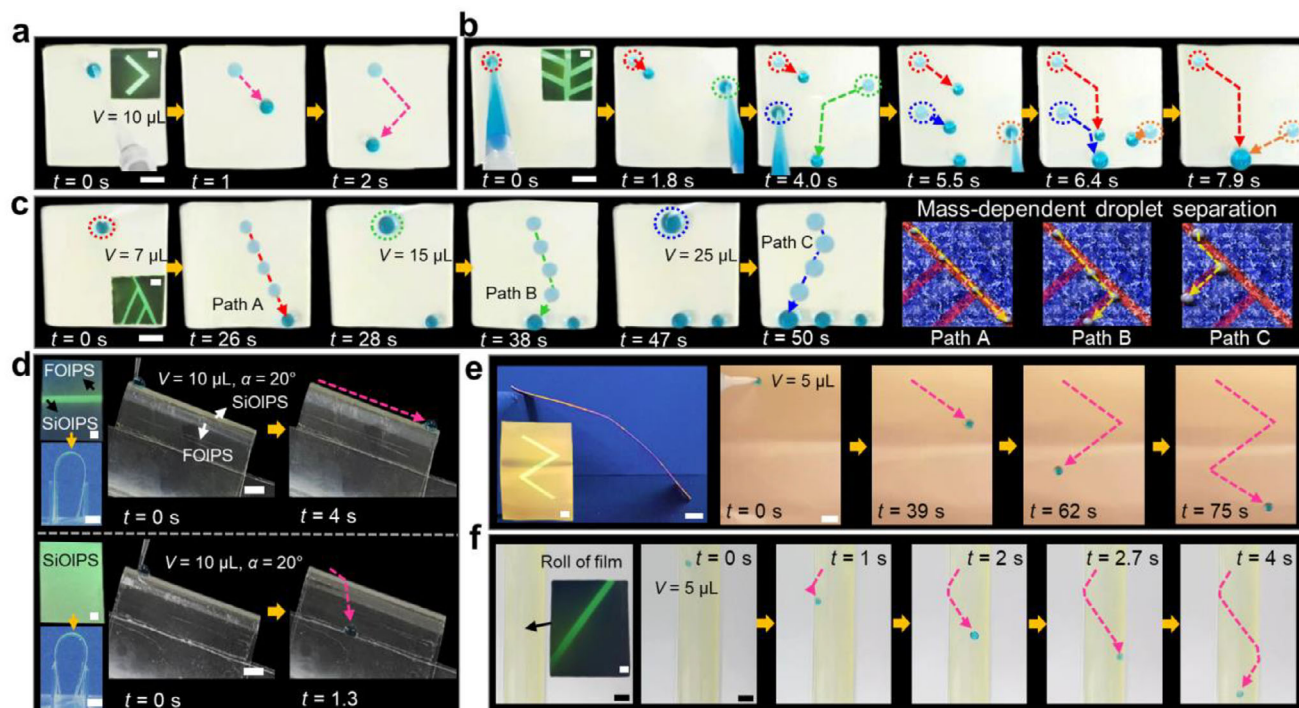 a
V = 10 µL
t = 0 s
t = 1
t = 2 s
b
t = 0 s
t = 1.8 s
t = 4.0 s
t = 5.5 s
t = 6.4 s
t = 7.9 s
c
V = 7 µL
t = 0 s
Path A
t = 26 s
V = 15 µL
t = 28 s
Path B
t = 38 s
V = 25 µL
t = 47 s
Path C
t = 50 s
Mass-dependent droplet separation
Path A
Path B
Path C
d
FOIPS
SiOIPS
V = 10 µL, α = 20°
SiOIPS
FOIPS
t = 0 s
t = 4 s
SiOIPS
V = 10 µL, α = 20°
t = 0 s
t = 1.3
e
V = 5 µL
t = 0 s
t = 39 s
t = 62 s
t = 75 s
f
Roll of film
t = 0 s
V = 5 µL
t = 1 s
t = 2 s
t = 2.7 s
t = 4 s